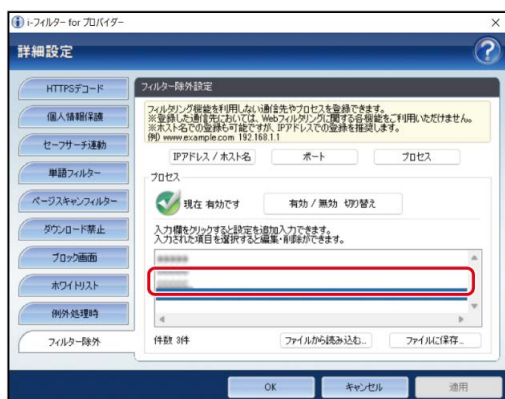 i-フィルター for プロバイダー
詳細設定
?
HTTPSデコード
個人情報保護
セーフサーチ連動
単語フィルター
ページスキャンフィルター
ダウンロード禁止
ブロック画面
ホワイトリスト
例外処理時
フィルター除外
フィルター除外設定
フィルタリング機能を利用しない通信先やプロセスを登録できます。
※登録した通信先においては、Webフィルタリングに関する各機能をご利用いただけません。
※ホスト名での登録も可能ですが、IPアドレスでの登録を推奨します。
例) www.example.com 192.168.1.1
IPアドレス / ホスト名
ポート
プロセス
プロセス
現在 有効です
有効 / 無効 切り替え
入力欄をクリックすると設定を追加入力できます。
入力された項目を選択すると編集・削除ができます。
件数 3件
ファイルから読み込む...
ファイルに保存...
OK
キャンセル
適用